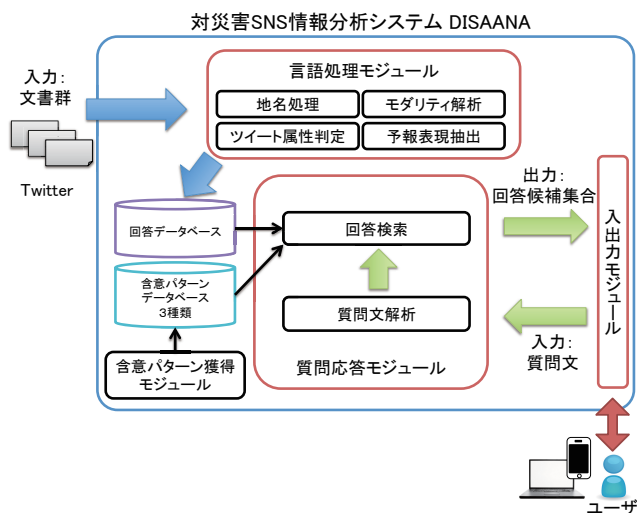 対災害SNS情報分析システム DISAANA
入力:
文書群
Twitter
言語処理モジュール
地名処理
モダリティ解析
ツイート属性判定
予報表現抽出
回答データベース
含意パターン
データベース
3種類
含意パターン獲得
モジュール
回答検索
質問文解析
質問応答モジュール
出力:
回答候補集合
入力:
質問文
入出力モジュール
ユーザ